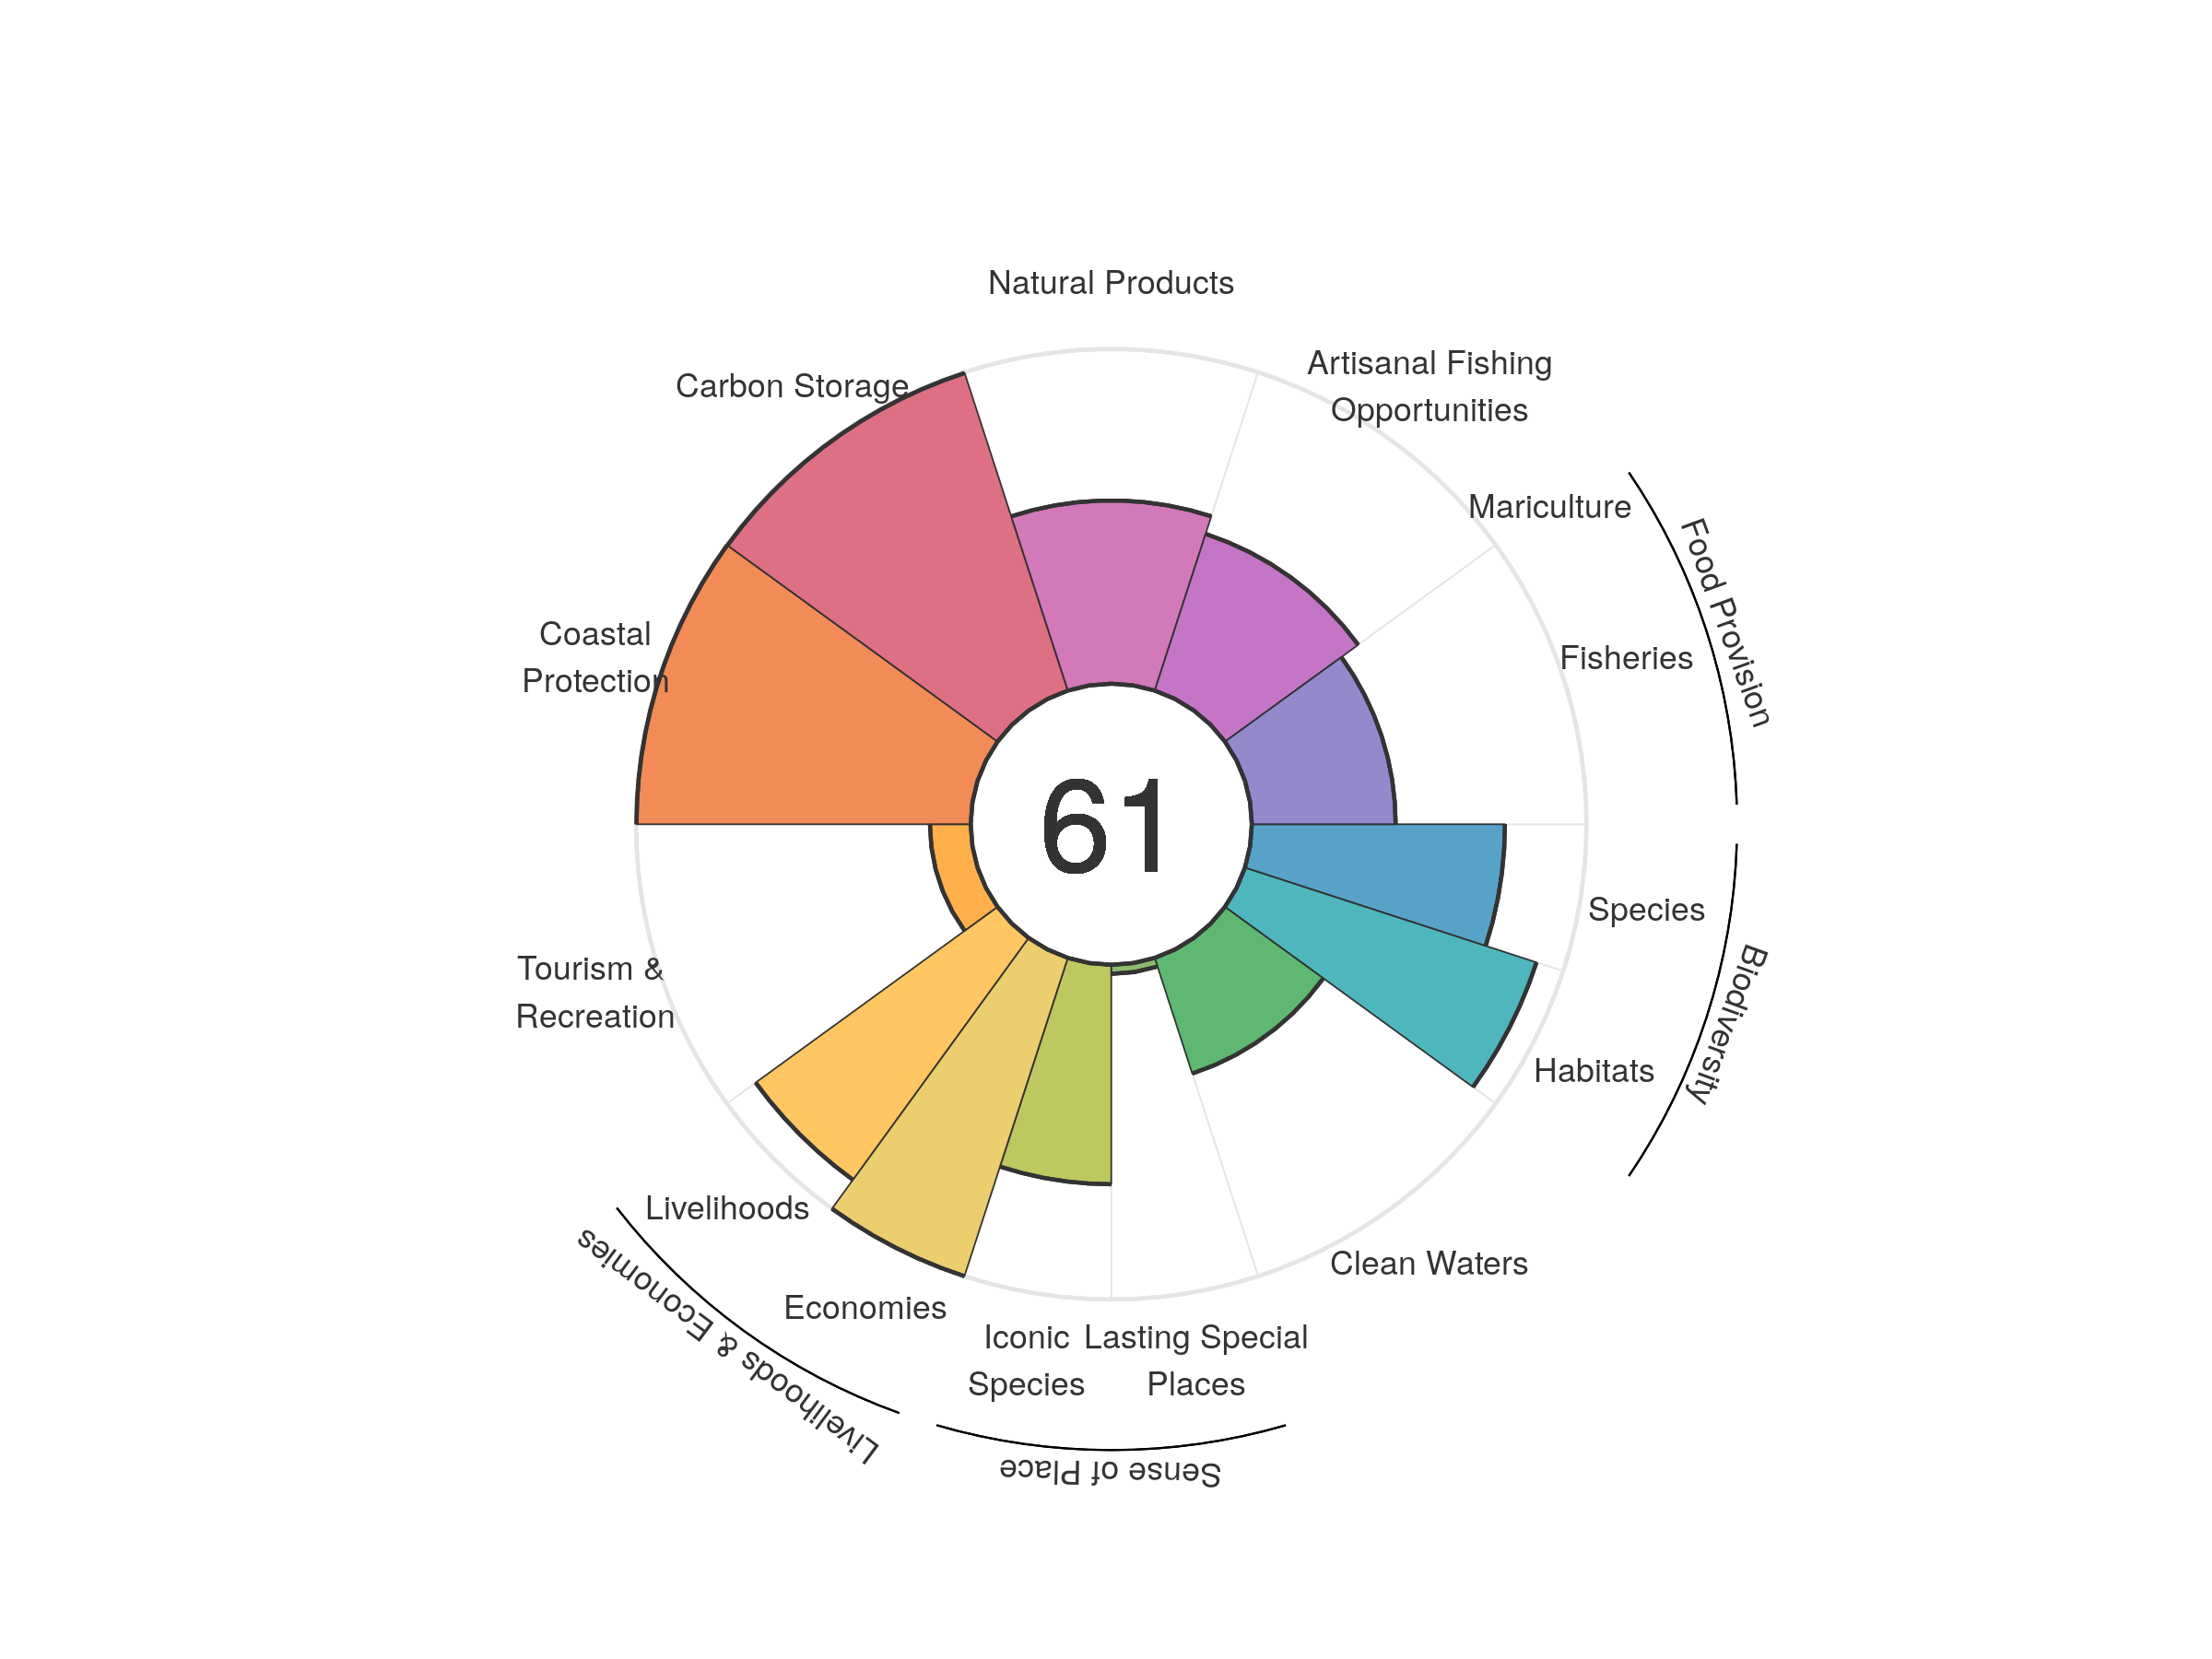 Natural Products
Carbon Storage
Artisanal Fishing
Opportunities
Mariculture
Food Provision
Fisheries
Coastal
Protection
61
Species
Biodiversity
Habitats
Tourism &
Recreation
Livelihoods
Livelihoods & Economies
Economies
Clean Waters
Iconic
Species
Lasting Special
Places
Sense of Place